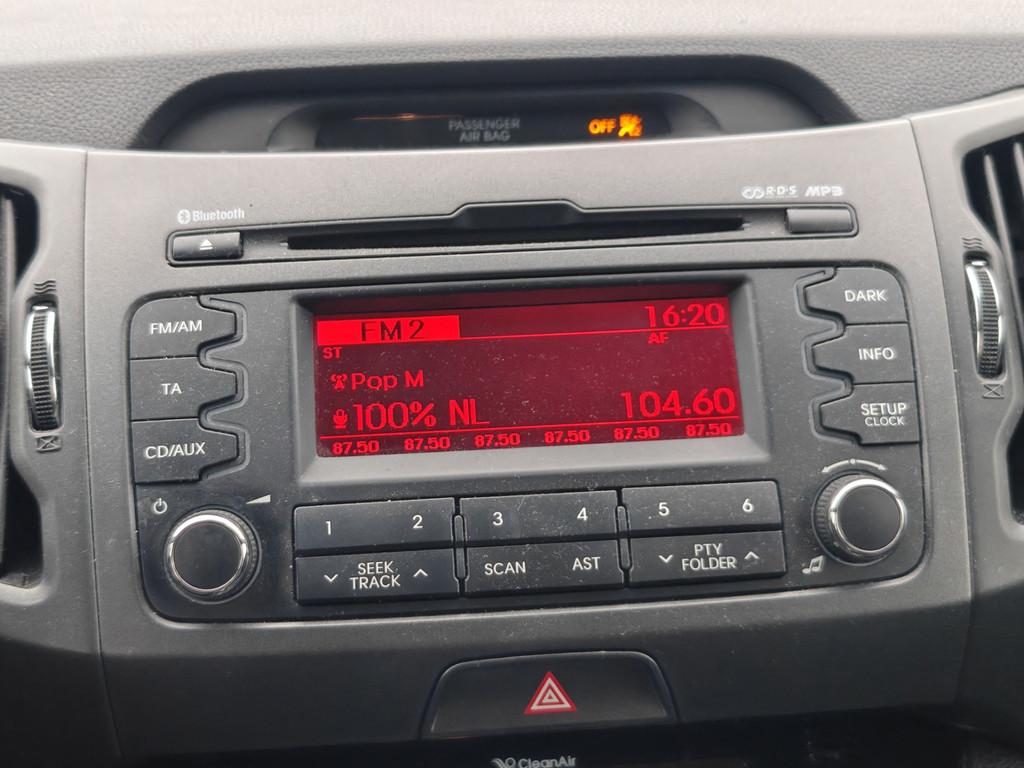 PASSENGER
AIR BAG
OFF
Bluetooth
R·D·S MP3
FM/AM
TA
CD/AUX
FM2
16:20
ST
AF
Pop M
100% NL
104.60
87.50 87.50 87.50 87.50 87.50 87.50
DARK
INFO
SETUP
CLOCK
1 2 3 4 5 6
SEEK
TRACK
SCAN
AST
PTY
FOLDER
CleanAir